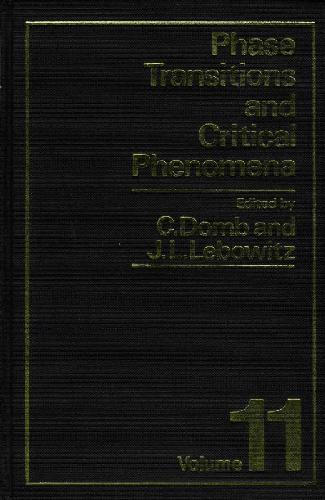 Phase
Transitions
and
Critical
Phenomena
Edited by
C. Domb and
J. L. Lebowitz
Volume 11